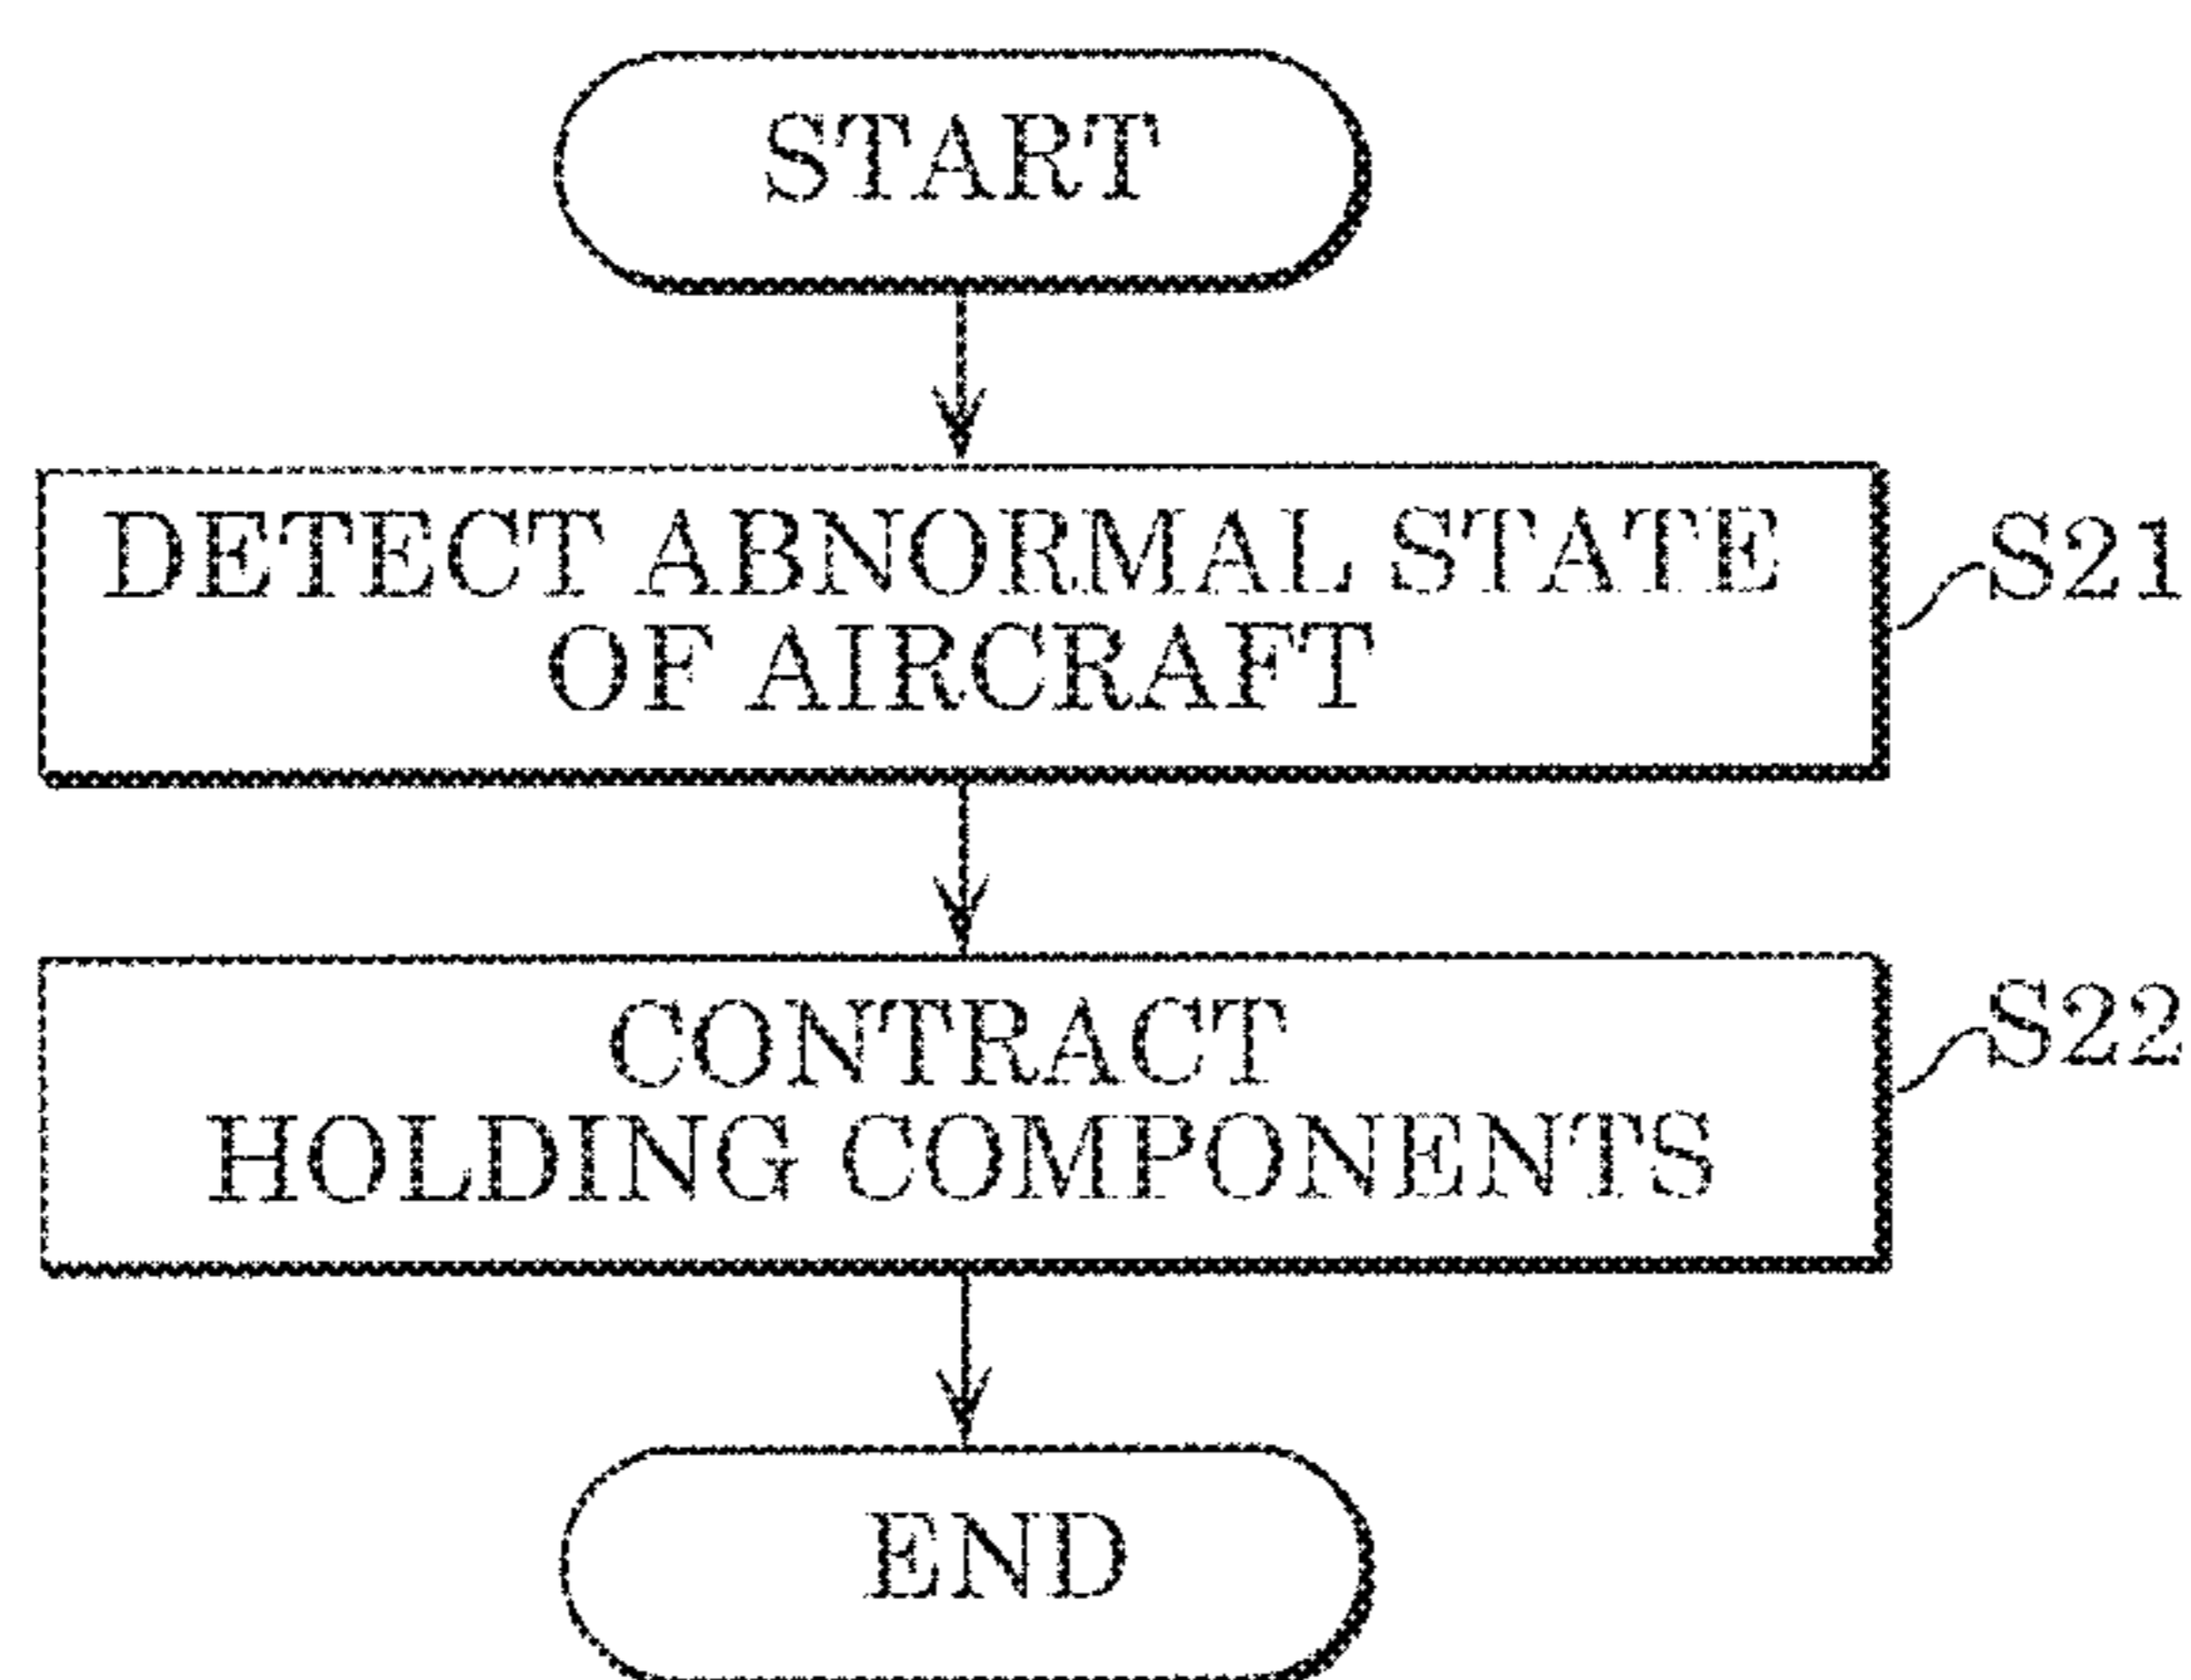 START
DETECT ABNORMAL STATE
OF AIRCRAFT
S21
CONTRACT
HOLDING COMPONENTS
S22
END